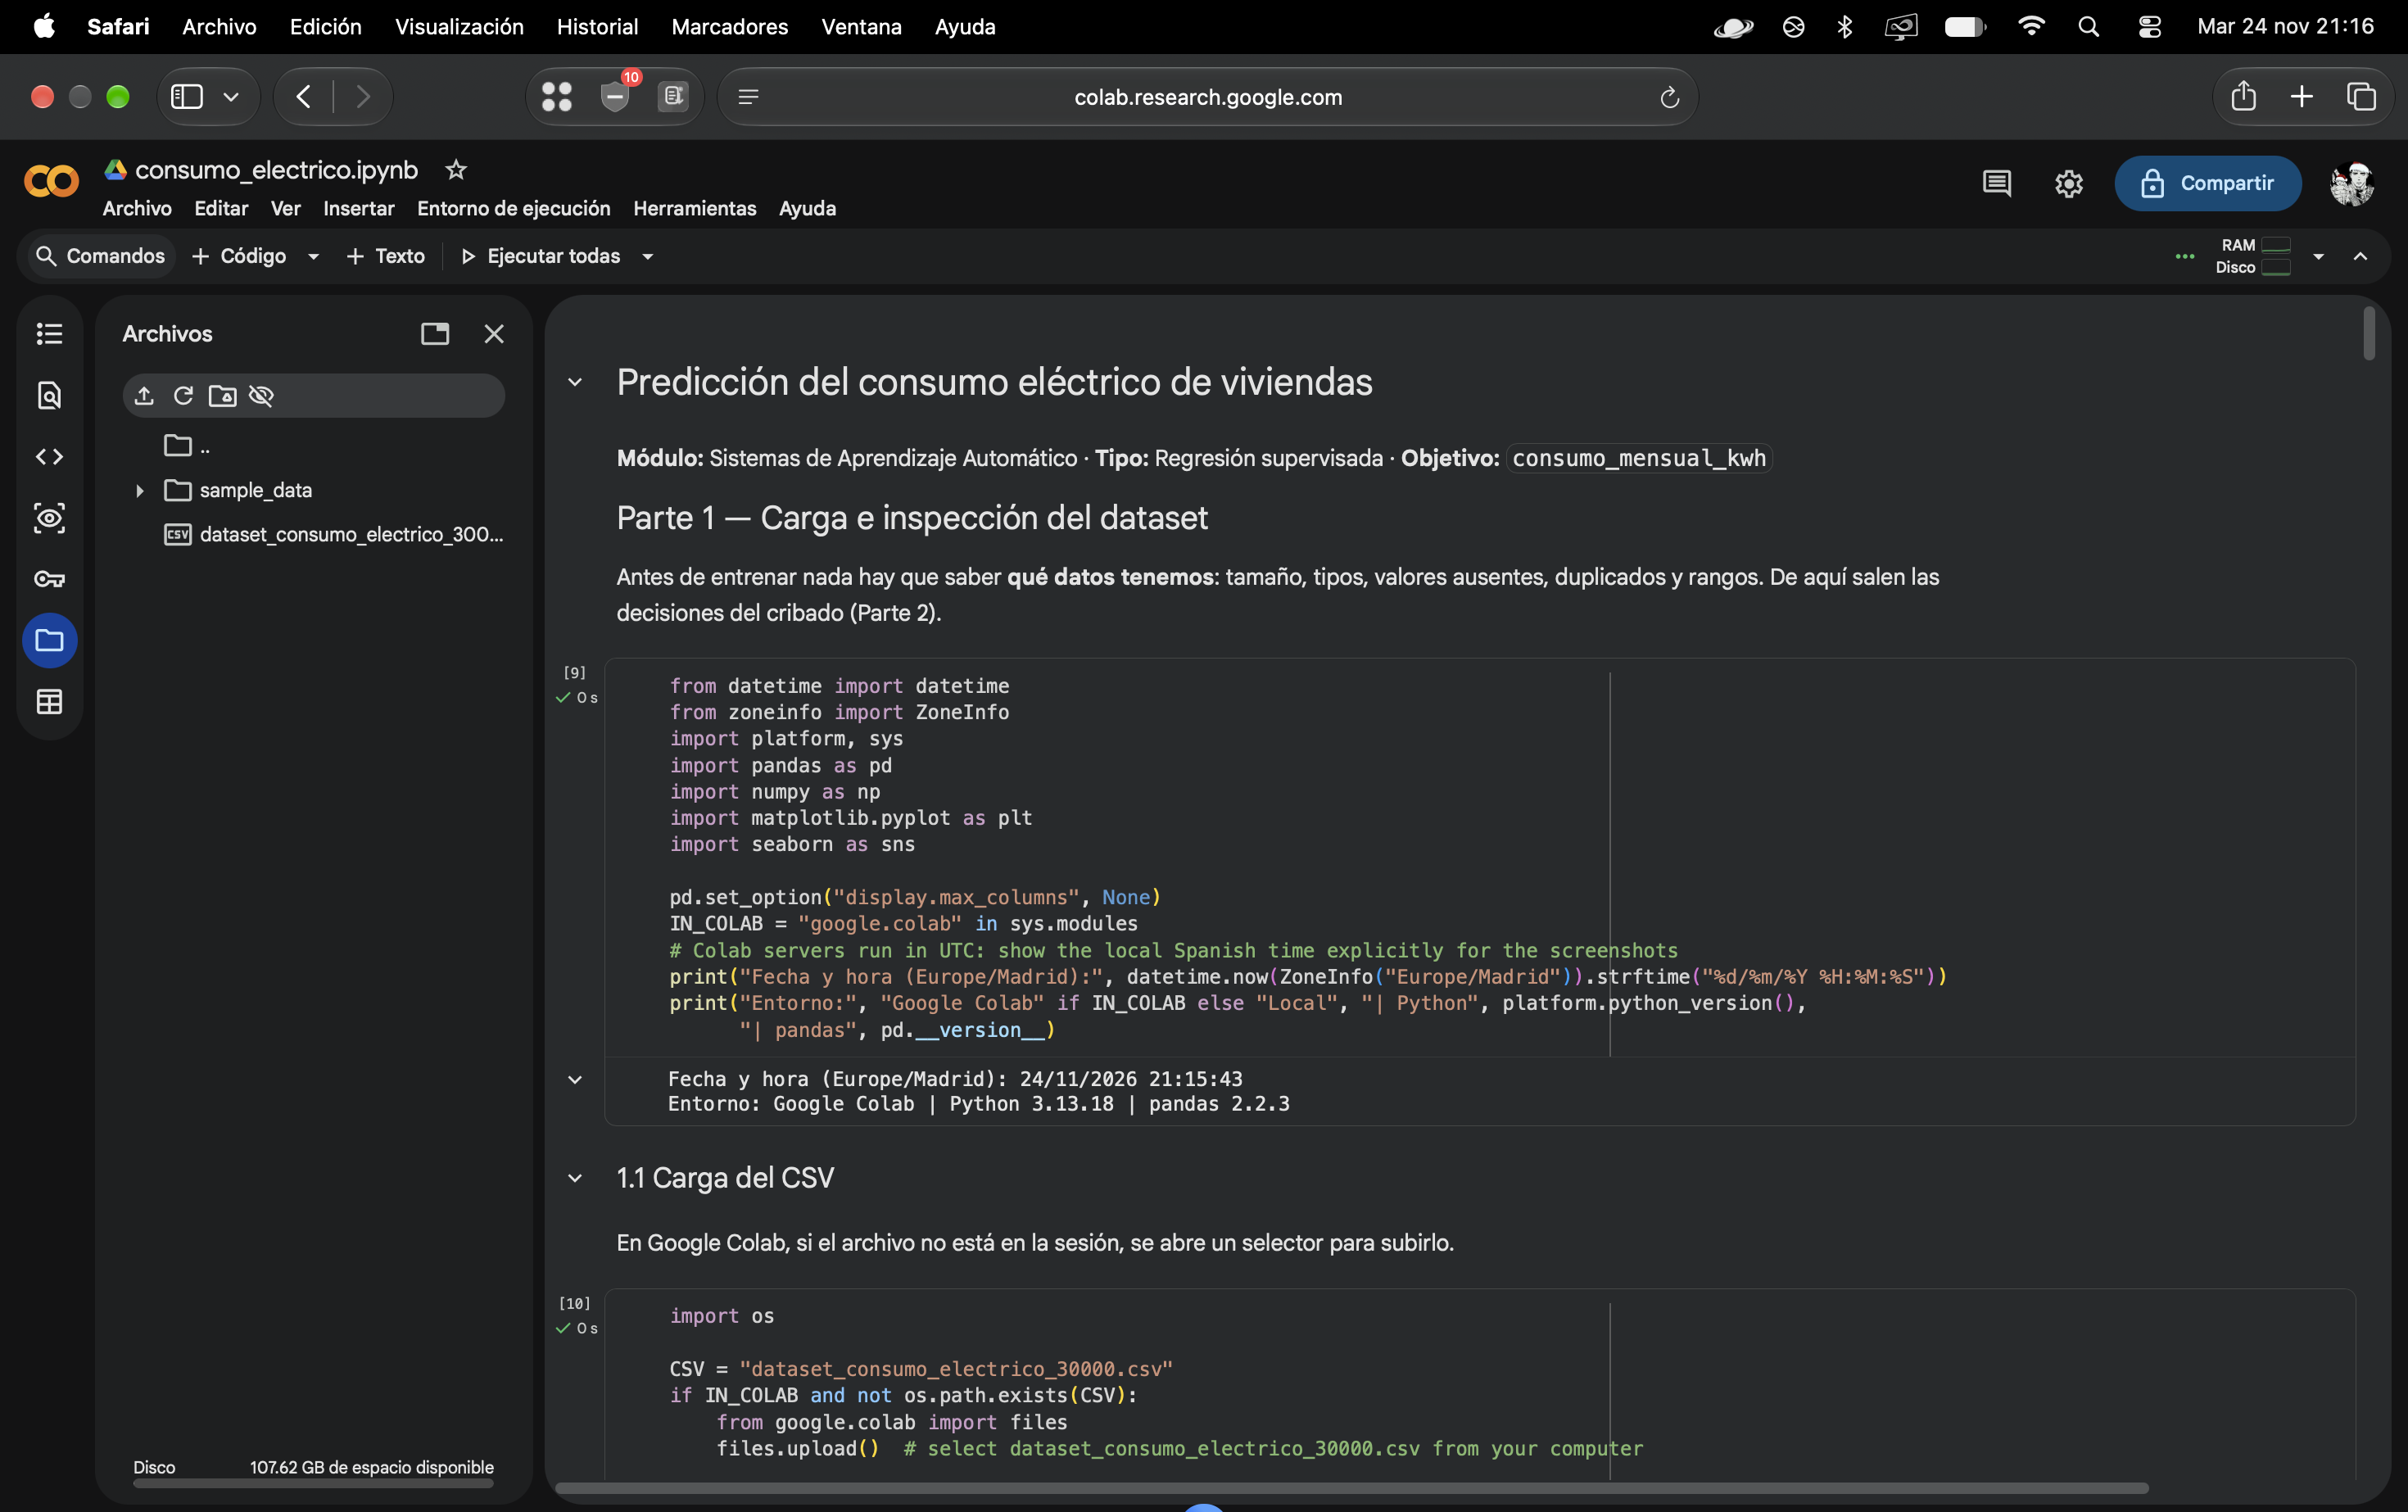 Safari Archivo Edición Visualización Historial Marcadores Ventana Ayuda
Mar 24 nov 21:16
10
colab.research.google.com
consumo_electrico.ipynb
Archivo Editar Ver Insertar Entorno de ejecución Herramientas Ayuda
Compartir
Comandos + Código + Texto Ejecutar todas
RAM
Disco
Archivos
..
sample_data
CSV dataset_consumo_electrico_300...
Disco 107.62 GB de espacio disponible
Predicción del consumo eléctrico de viviendas
Módulo: Sistemas de Aprendizaje Automático · Tipo: Regresión supervisada · Objetivo: consumo_mensual_kwh
Parte 1 — Carga e inspección del dataset
Antes de entrenar nada hay que saber qué datos tenemos: tamaño, tipos, valores ausentes, duplicados y rangos. De aquí salen las
decisiones del cribado (Parte 2).
[9]
0 s
from datetime import datetime
from zoneinfo import ZoneInfo
import platform, sys
import pandas as pd
import numpy as np
import matplotlib.pyplot as plt
import seaborn as sns
pd.set_option("display.max_columns", None)
IN_COLAB = "google.colab" in sys.modules
# Colab servers run in UTC: show the local Spanish time explicitly for the screenshots
print("Fecha y hora (Europe/Madrid):", datetime.now(ZoneInfo("Europe/Madrid")).strftime("%d/%m/%Y %H:%M:%S"))
print("Entorno:", "Google Colab" if IN_COLAB else "Local", "| Python", platform.python_version(),
"| pandas", pd.__version__)
Fecha y hora (Europe/Madrid): 24/11/2026 21:15:43
Entorno: Google Colab | Python 3.13.18 | pandas 2.2.3
1.1 Carga del CSV
En Google Colab, si el archivo no está en la sesión, se abre un selector para subirlo.
[10]
0 s
import os
CSV = "dataset_consumo_electrico_30000.csv"
if IN_COLAB and not os.path.exists(CSV):
from google.colab import files
files.upload() # select dataset_consumo_electrico_30000.csv from your computer